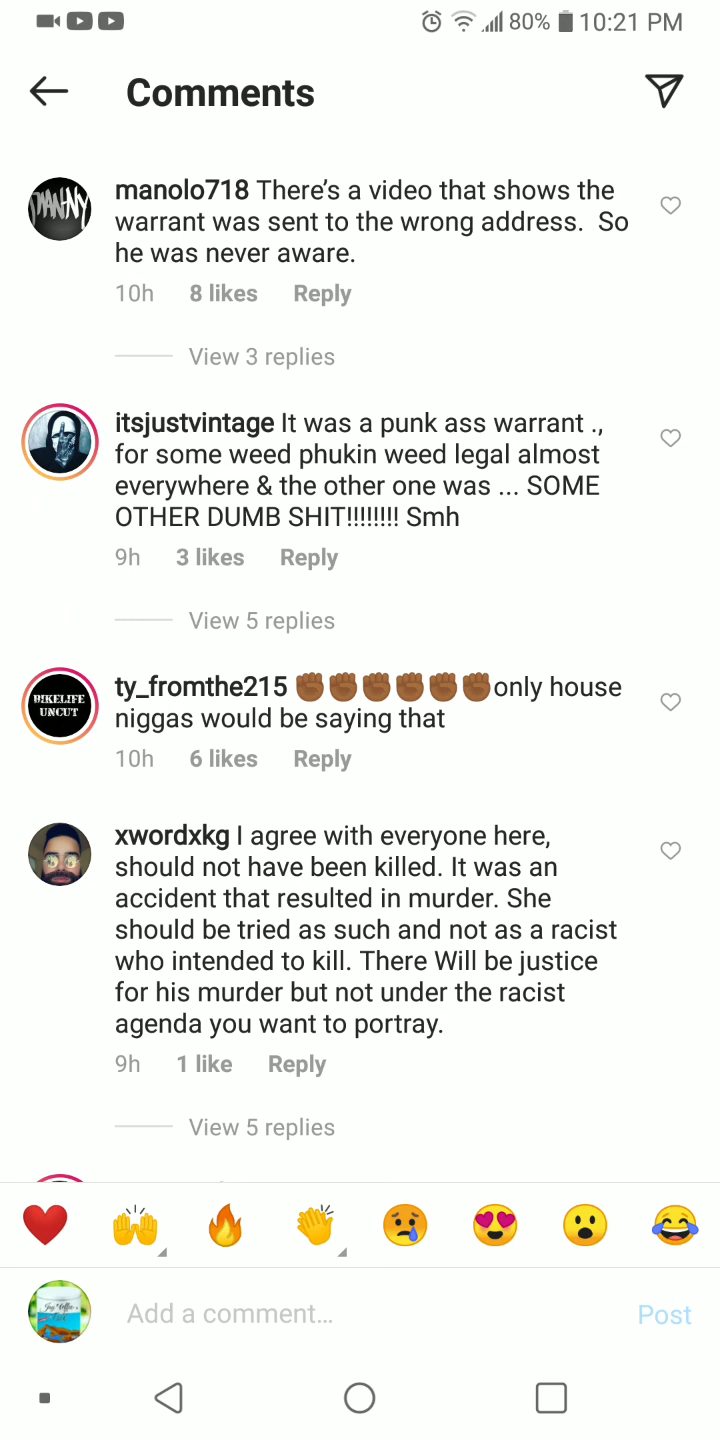 80% 10:21 PM
Comments
manolo718 There's a video that shows the
warrant was sent to the wrong address. So
he was never aware.
10h 8 likes Reply
View 3 replies
itsjustvintage It was a punk ass warrant .,
for some weed phukin weed legal almost
everywhere & the other one was ... SOME
OTHER DUMB SHIT!!!!!!!! Smh
9h 3 likes Reply
View 5 replies
BIKELIFE
UNCUT
ty_fromthe215 ✊🏾✊🏾✊🏾✊🏾✊🏾✊🏾only house
niggas would be saying that
10h 6 likes Reply
xwordxkg I agree with everyone here,
should not have been killed. It was an
accident that resulted in murder. She
should be tried as such and not as a racist
who intended to kill. There Will be justice
for his murder but not under the racist
agenda you want to portray.
9h 1 like Reply
View 5 replies
Add a comment...
Post